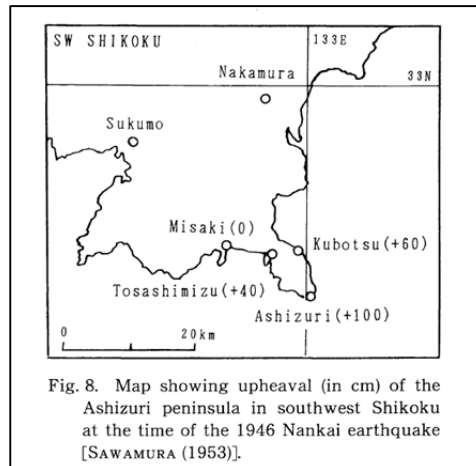 SW SHIKOKU
133E
Nakamura
33N
Sukumo
Misaki(0)
Kubotsu(+60)
Tosashimizu(+40)
Ashizuri(+100)
0 20km
Fig. 8. Map showing upheaval (in cm) of the
Ashizuri peninsula in southwest Shikoku
at the time of the 1946 Nankai earthquake
[SAWAMURA (1953)].